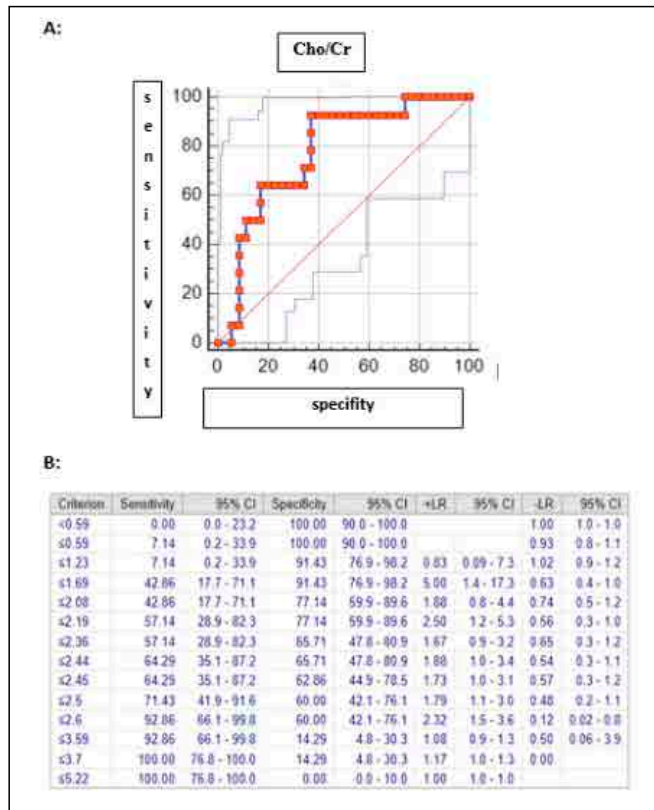 A:
Cho/Cr
sensitivity
100
80
60
40
20
0
0 20 40 60 80 100
specifity
B:
Criterion Sensitivity 95% CI Specificity 95% CI +LR 95% CI -LR 95% CI
<0.59 0.00 0.0 - 23.2 100.00 90.0 - 100.0 1.00 1.0 - 1.0
≤0.59 7.14 0.2 - 33.9 100.00 90.0 - 100.0 0.93 0.8 - 1.1
≤1.23 7.14 0.2 - 33.9 91.43 76.9 - 98.2 0.83 0.09 - 7.3 1.02 0.9 - 1.2
≤1.69 42.86 17.7 - 71.1 91.43 76.9 - 98.2 5.00 1.4 - 17.3 0.63 0.4 - 1.0
≤2.08 42.86 17.7 - 71.1 77.14 59.9 - 89.6 1.88 0.8 - 4.4 0.74 0.5 - 1.2
≤2.19 57.14 28.9 - 82.3 77.14 59.9 - 89.6 2.50 1.2 - 5.3 0.56 0.3 - 1.0
≤2.36 57.14 28.9 - 82.3 65.71 47.8 - 80.9 1.67 0.9 - 3.2 0.65 0.3 - 1.2
≤2.44 64.29 35.1 - 87.2 65.71 47.8 - 80.9 1.88 1.0 - 3.4 0.54 0.3 - 1.1
≤2.45 64.29 35.1 - 87.2 62.86 44.9 - 78.5 1.73 1.0 - 3.1 0.57 0.3 - 1.2
≤2.5 71.43 41.9 - 91.6 60.00 42.1 - 76.1 1.79 1.1 - 3.0 0.48 0.2 - 1.1
≤2.6 92.86 66.1 - 99.8 60.00 42.1 - 76.1 2.32 1.5 - 3.6 0.12 0.02 - 0.8
≤3.59 92.86 66.1 - 99.8 14.29 4.8 - 30.3 1.08 0.9 - 1.3 0.50 0.06 - 3.9
≤3.7 100.00 76.8 - 100.0 14.29 4.8 - 30.3 1.17 1.0 - 1.3 0.00
≤5.22 100.00 76.8 - 100.0 0.00 0.0 - 10.0 1.00 1.0 - 1.0